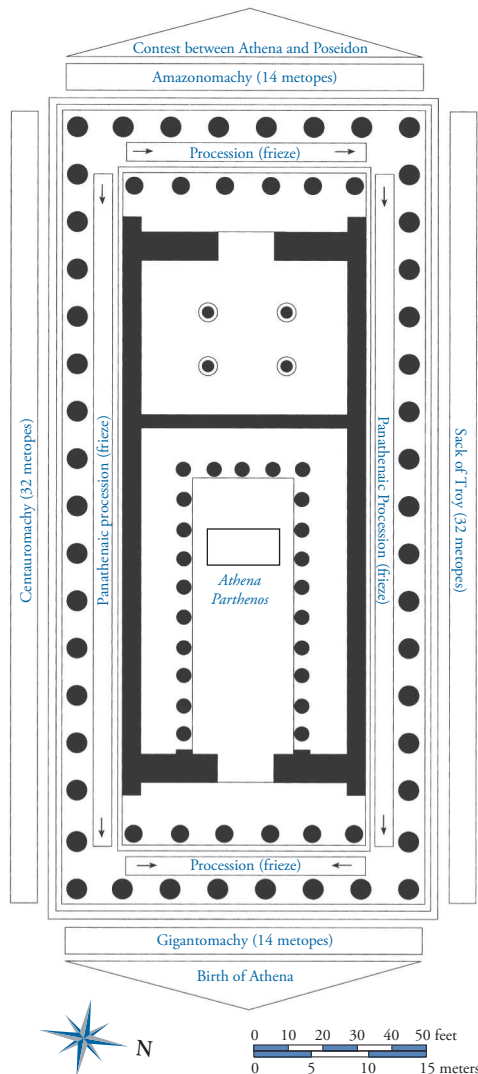 Contest between Athena and Poseidon
Amazonomachy (14 metopes)
Procession (frieze)
Centauromachy (32 metopes)
Panathenaic procession (frieze)
Panathenaic Procession (frieze)
Sack of Troy (32 metopes)
Athena
Parthenos
Procession (frieze)
Gigantomachy (14 metopes)
Birth of Athena
N
0 10 20 30 40 50 feet
0 5 10 15 meters